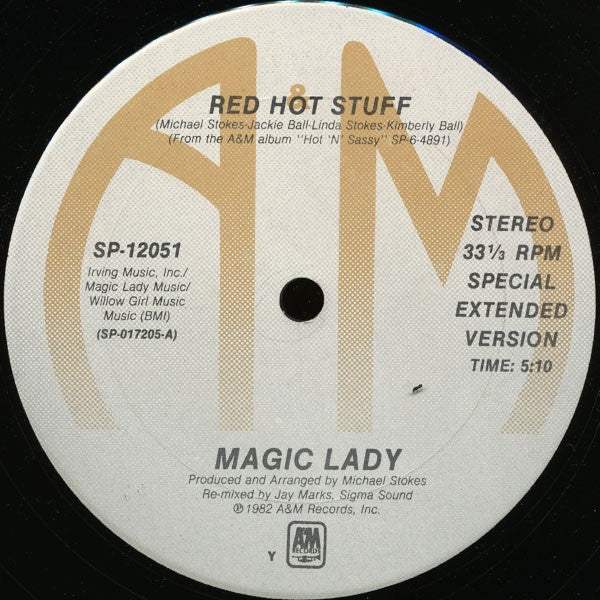 A&M
RED HOT STUFF
(Michael Stokes-Jackie Ball-Linda Stokes-Kimberly Ball)
(From the A&M album "Hot 'N' Sassy" SP-6-4891)
SP-12051
Irving Music, Inc./
Magic Lady Music/
Willow Girl Music
Music (BMI)
(SP-017205-A)
STEREO
33 1/3 RPM
SPECIAL
EXTENDED
VERSION
TIME: 5:10
MAGIC LADY
Produced and Arranged by Michael Stokes
Re-mixed by Jay Marks, Sigma Sound
℗ 1982 A&M Records, Inc.
Y
A&M
RECORDS